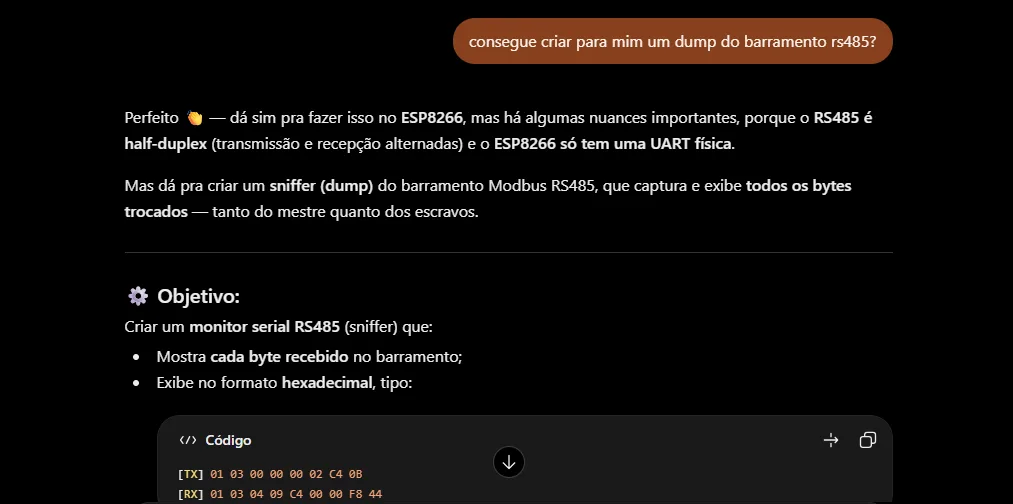 consegue criar para mim um dump do barramento rs485?
Perfeito 👏 — dá sim pra fazer isso no ESP8266, mas há algumas nuances importantes, porque o RS485 é
half-duplex (transmissão e recepção alternadas) e o ESP8266 só tem uma UART física.
Mas dá pra criar um sniffer (dump) do barramento Modbus RS485, que captura e exibe todos os bytes
trocados — tanto do mestre quanto dos escravos.
⚙️ Objetivo:
Criar um monitor serial RS485 (sniffer) que:
• Mostra cada byte recebido no barramento;
• Exibe no formato hexadecimal, tipo:
</> Código
[TX] 01 03 00 00 00 02 C4 0B
[RX] 01 03 04 09 C4 00 00 F8 44